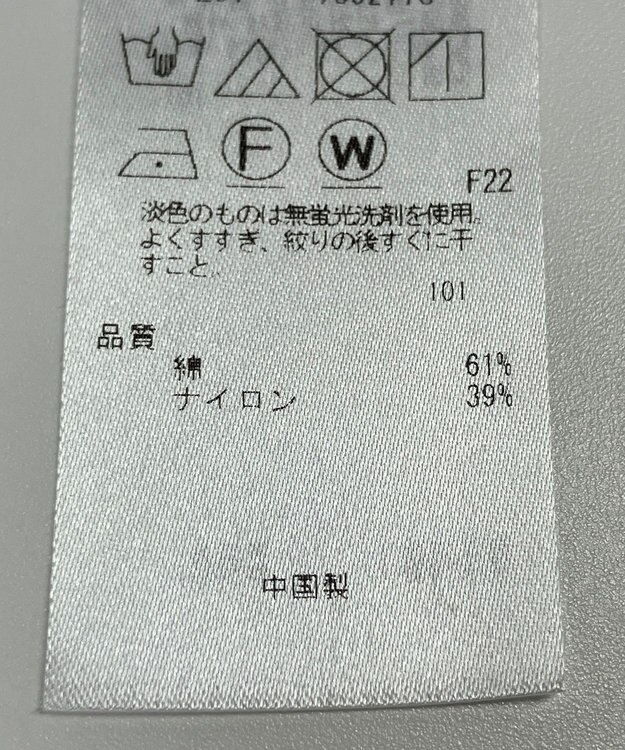 F
W
F22
淡色のものは無蛍光洗剤を使用。
よくすすぎ、絞りの後すぐに干
すこと。
101
品質
綿 61%
ナイロン 39%
中国製